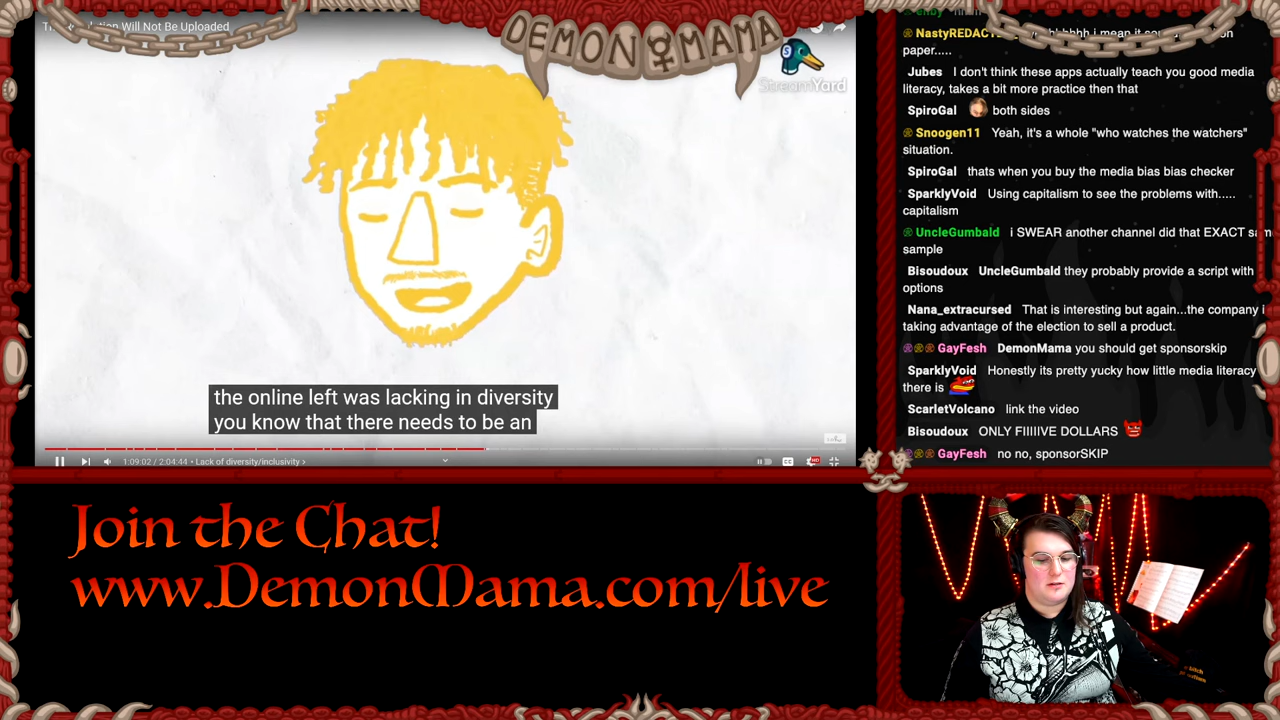 Will Not Be Uploaded
DEMON MAMA
StreamYard
the online left was lacking in diversity
you know that there needs to be an
1:09:02 / 2:04:44 • Lack of diversity/inclusivity ›
CC
HD
paper.....
Jubes I don't think these apps actually teach you good media
literacy, takes a bit more practice then that
SpiroGal both sides
Snoogen11 Yeah, it's a whole "who watches the watchers"
situation.
SpiroGal thats when you buy the media bias bias checker
SparklyVoid Using capitalism to see the problems with.....
capitalism
UncleGumbald i SWEAR another channel did that EXACT
sample
Bisoudoux UncleGumbald they probably provide a script with
options
Nana_extracursed That is interesting but again...the company
taking advantage of the election to sell a product.
GayFesh DemonMama you should get sponsorskip
SparklyVoid Honestly its pretty yucky how little media literacy
there is
ScarletVolcano link the video
Bisoudoux ONLY FIIIIIVE DOLLARS
GayFesh no no, sponsorSKIP
Join the Chat!
www.DemonMama.com/live